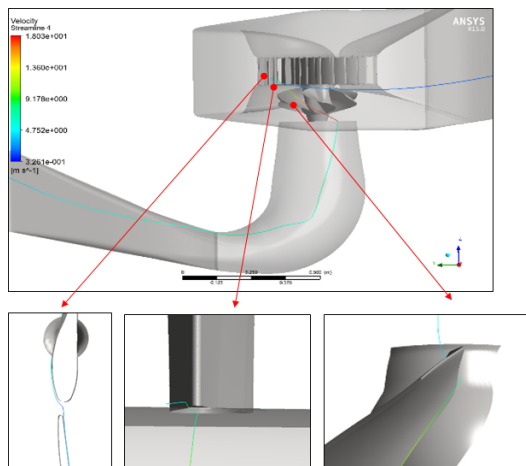 Velocity
Streamline 4
ANSYS
R15.0
1.803e+001
1.360e+001
9.178e+000
4.752e+000
3.261e-001
[m s^-1]
0
0.250
0.500 (m)
0.125
0.375
Z
Y